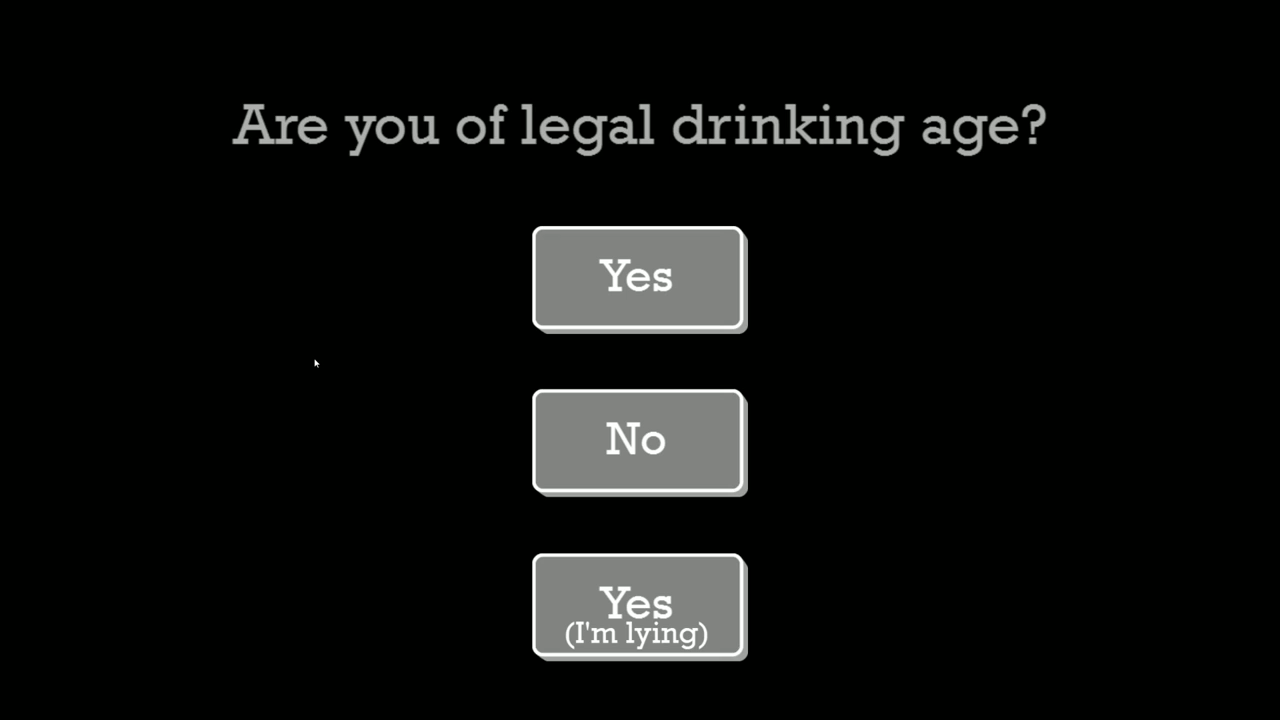 Are you of legal drinking age?
Yes
No
Yes
(I'm lying)